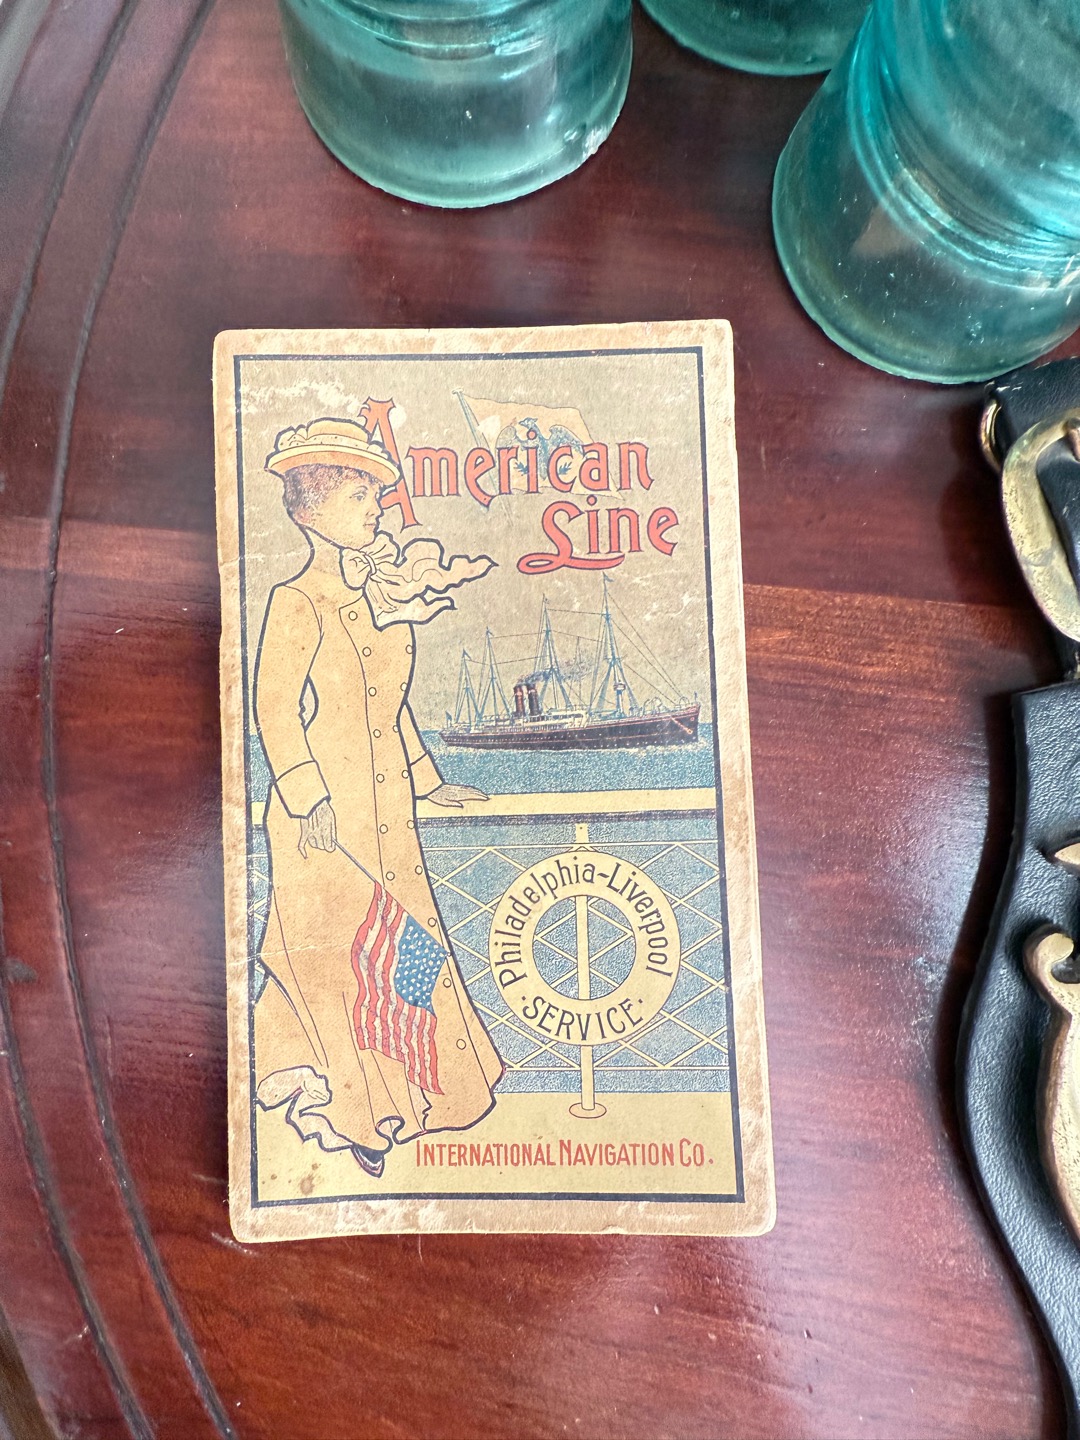 American
Line
Philadelphia-Liverpool
·SERVICE·
INTERNATIONAL NAVIGATION CO.